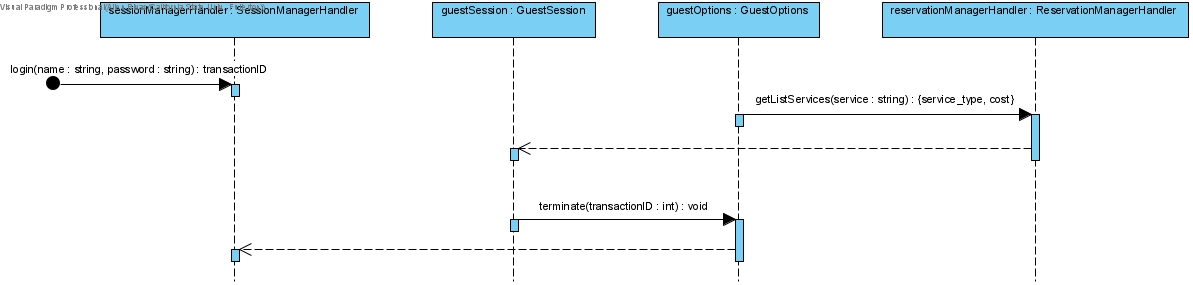 sessionManagerHandler : SessionManagerHandler
guestSession : GuestSession
guestOptions : GuestOptions
reservationManagerHandler : ReservationManagerHandler
login(name : string, password : string) : transactionID
getListServices(service : string) : {service_type, cost}
terminate(transactionID : int) : void